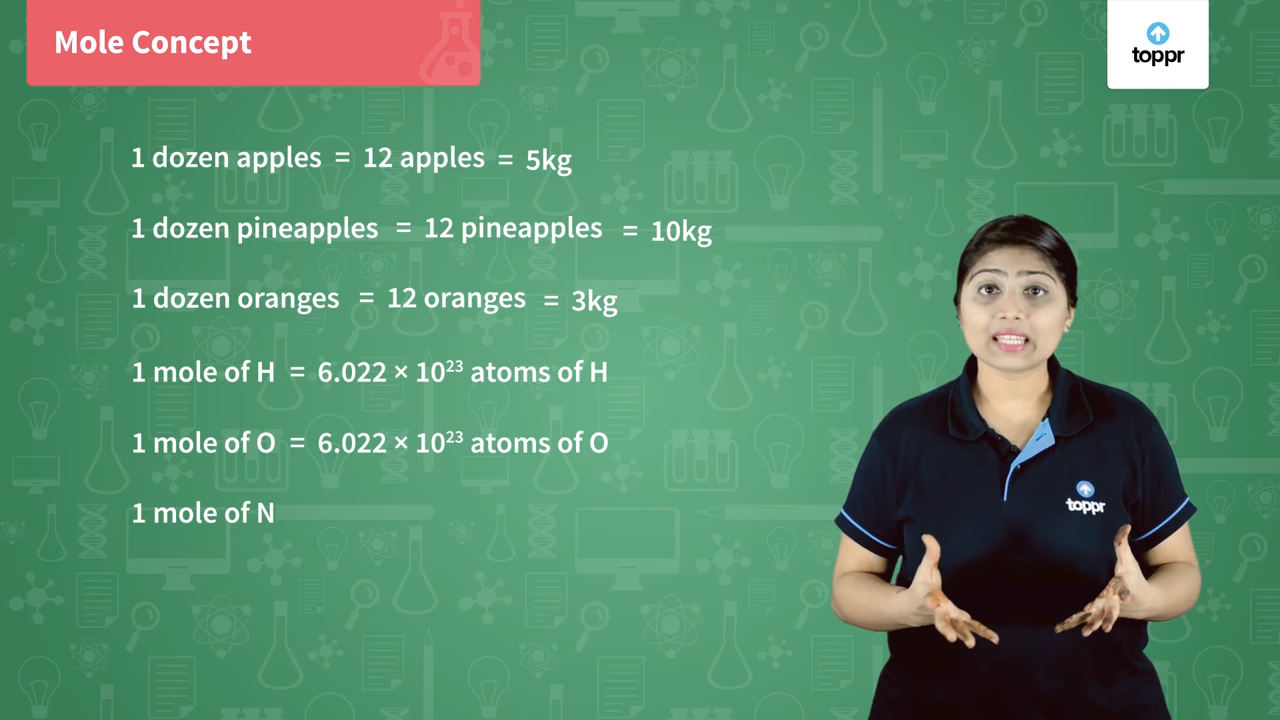 Mole Concept
toppr
1 dozen apples = 12 apples = 5kg
1 dozen pineapples = 12 pineapples = 10kg
1 dozen oranges = 12 oranges = 3kg
1 mole of H = 6.022 × 10²³ atoms of H
1 mole of O = 6.022 × 10²³ atoms of O
1 mole of N
toppr